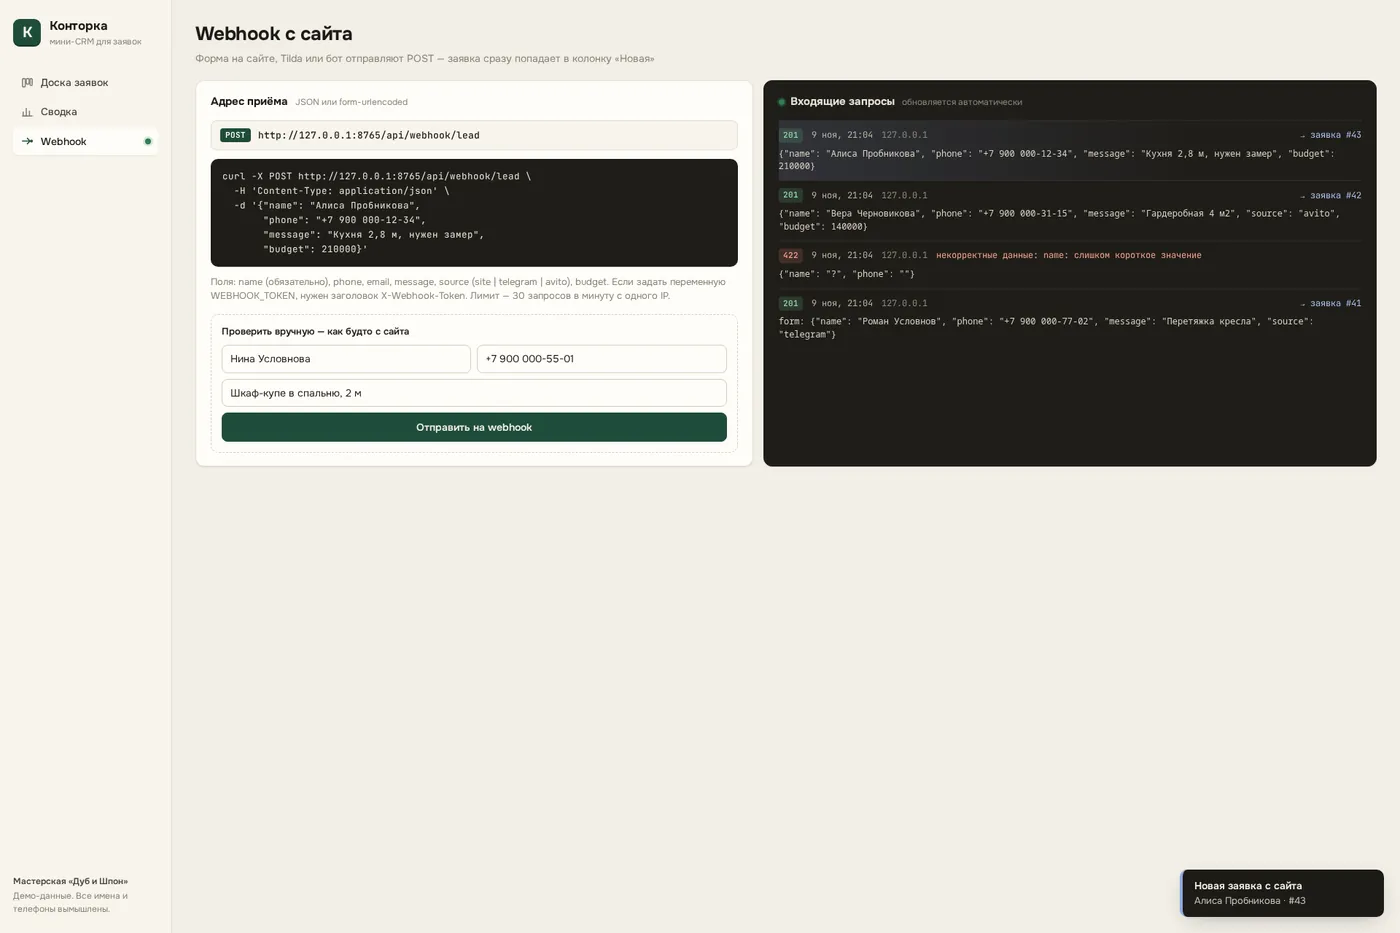 К
Конторка
мини-CRM для заявок
Доска заявок
Сводка
Webhook
Мастерская «Дуб и Шпон»
Демо-данные. Все имена и
телефоны вымышлены.
Webhook с сайта
Форма на сайте, Tilda или бот отправляют POST — заявка сразу попадает в колонку «Новая»
Адрес приёма JSON или form-urlencoded
POST http://127.0.0.1:8765/api/webhook/lead
curl -X POST http://127.0.0.1:8765/api/webhook/lead \
-H 'Content-Type: application/json' \
-d '{"name": "Алиса Пробникова",
"phone": "+7 900 000-12-34",
"message": "Кухня 2,8 м, нужен замер",
"budget": 210000}'
Поля: name (обязательно), phone, email, message, source (site | telegram | avito), budget. Если задать переменную
WEBHOOK_TOKEN, нужен заголовок X-Webhook-Token. Лимит — 30 запросов в минуту с одного IP.
Проверить вручную — как будто с сайта
Нина Условнова
+7 900 000-55-01
Шкаф-купе в спальню, 2 м
Отправить на webhook
Входящие запросы обновляется автоматически
201 9 ноя, 21:04 127.0.0.1 → заявка #43
{"name": "Алиса Пробникова", "phone": "+7 900 000-12-34", "message": "Кухня 2,8 м, нужен замер", "budget":
210000}
201 9 ноя, 21:04 127.0.0.1 → заявка #42
{"name": "Вера Черновикова", "phone": "+7 900 000-31-15", "message": "Гардеробная 4 м2", "source": "avito",
"budget": 140000}
422 9 ноя, 21:04 127.0.0.1 некорректные данные: name: слишком короткое значение
{"name": "?", "phone": ""}
201 9 ноя, 21:04 127.0.0.1 → заявка #41
form: {"name": "Роман Условнов", "phone": "+7 900 000-77-02", "message": "Перетяжка кресла", "source":
"telegram"}
Новая заявка с сайта
Алиса Пробникова · #43